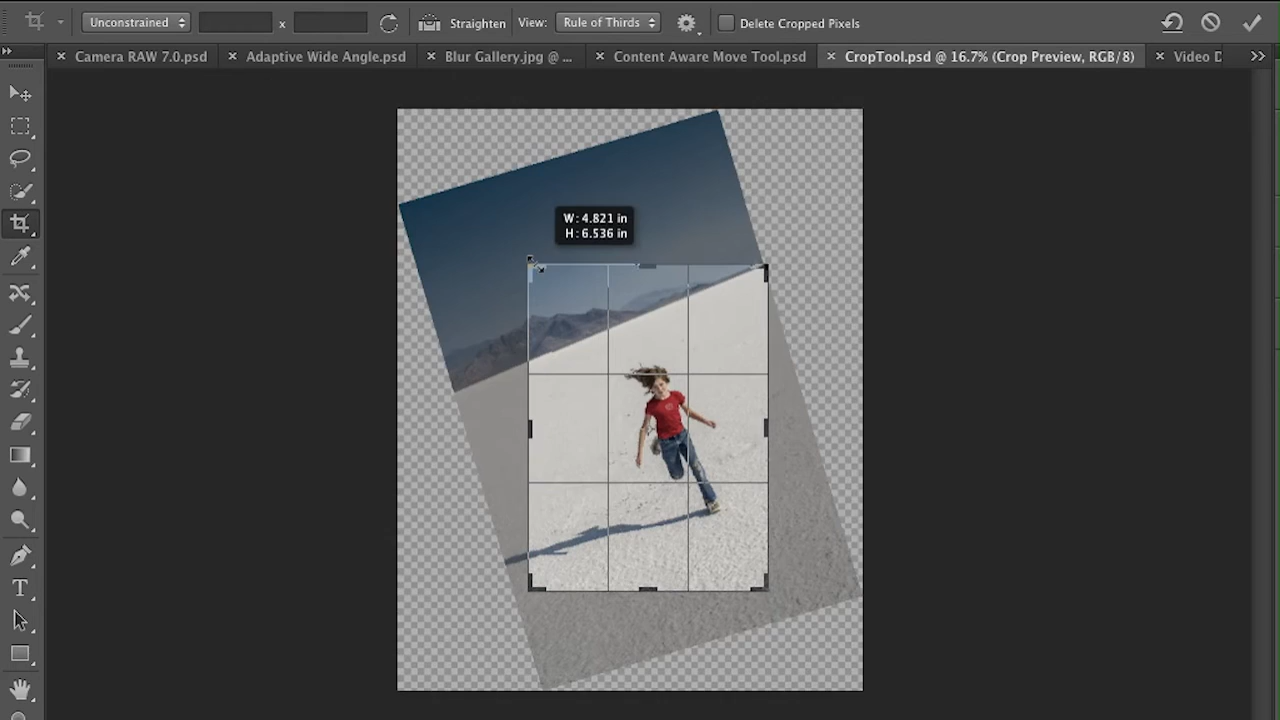 Unconstrained x Straighten View: Rule of Thirds Delete Cropped Pixels
Camera RAW 7.0.psd Adaptive Wide Angle.psd Blur Gallery.jpg @ ... Content Aware Move Tool.psd CropTool.psd @ 16.7% (Crop Preview, RGB/8) Video D
W: 4.821 in
H: 6.536 in
T